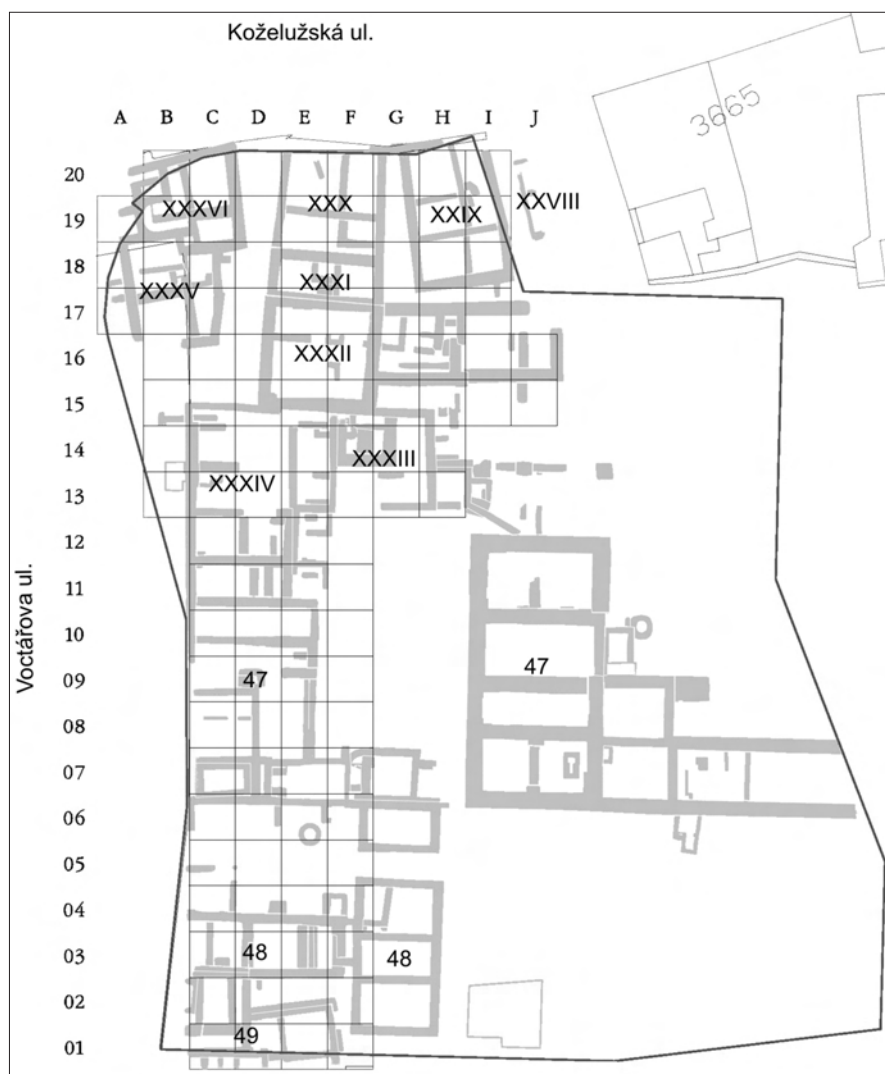 Koželužská ul.
3665
A B C D E F G H I J
20
19 XXXVI XXX XXIX XXVIII
18 XXXV XXXI
17
16 XXXII
15
14 XXXIII
13 XXXIV
12
11
10
09 47 47
08
07
06
05
04
03 48 48
02
01 49
Voctářova ul.